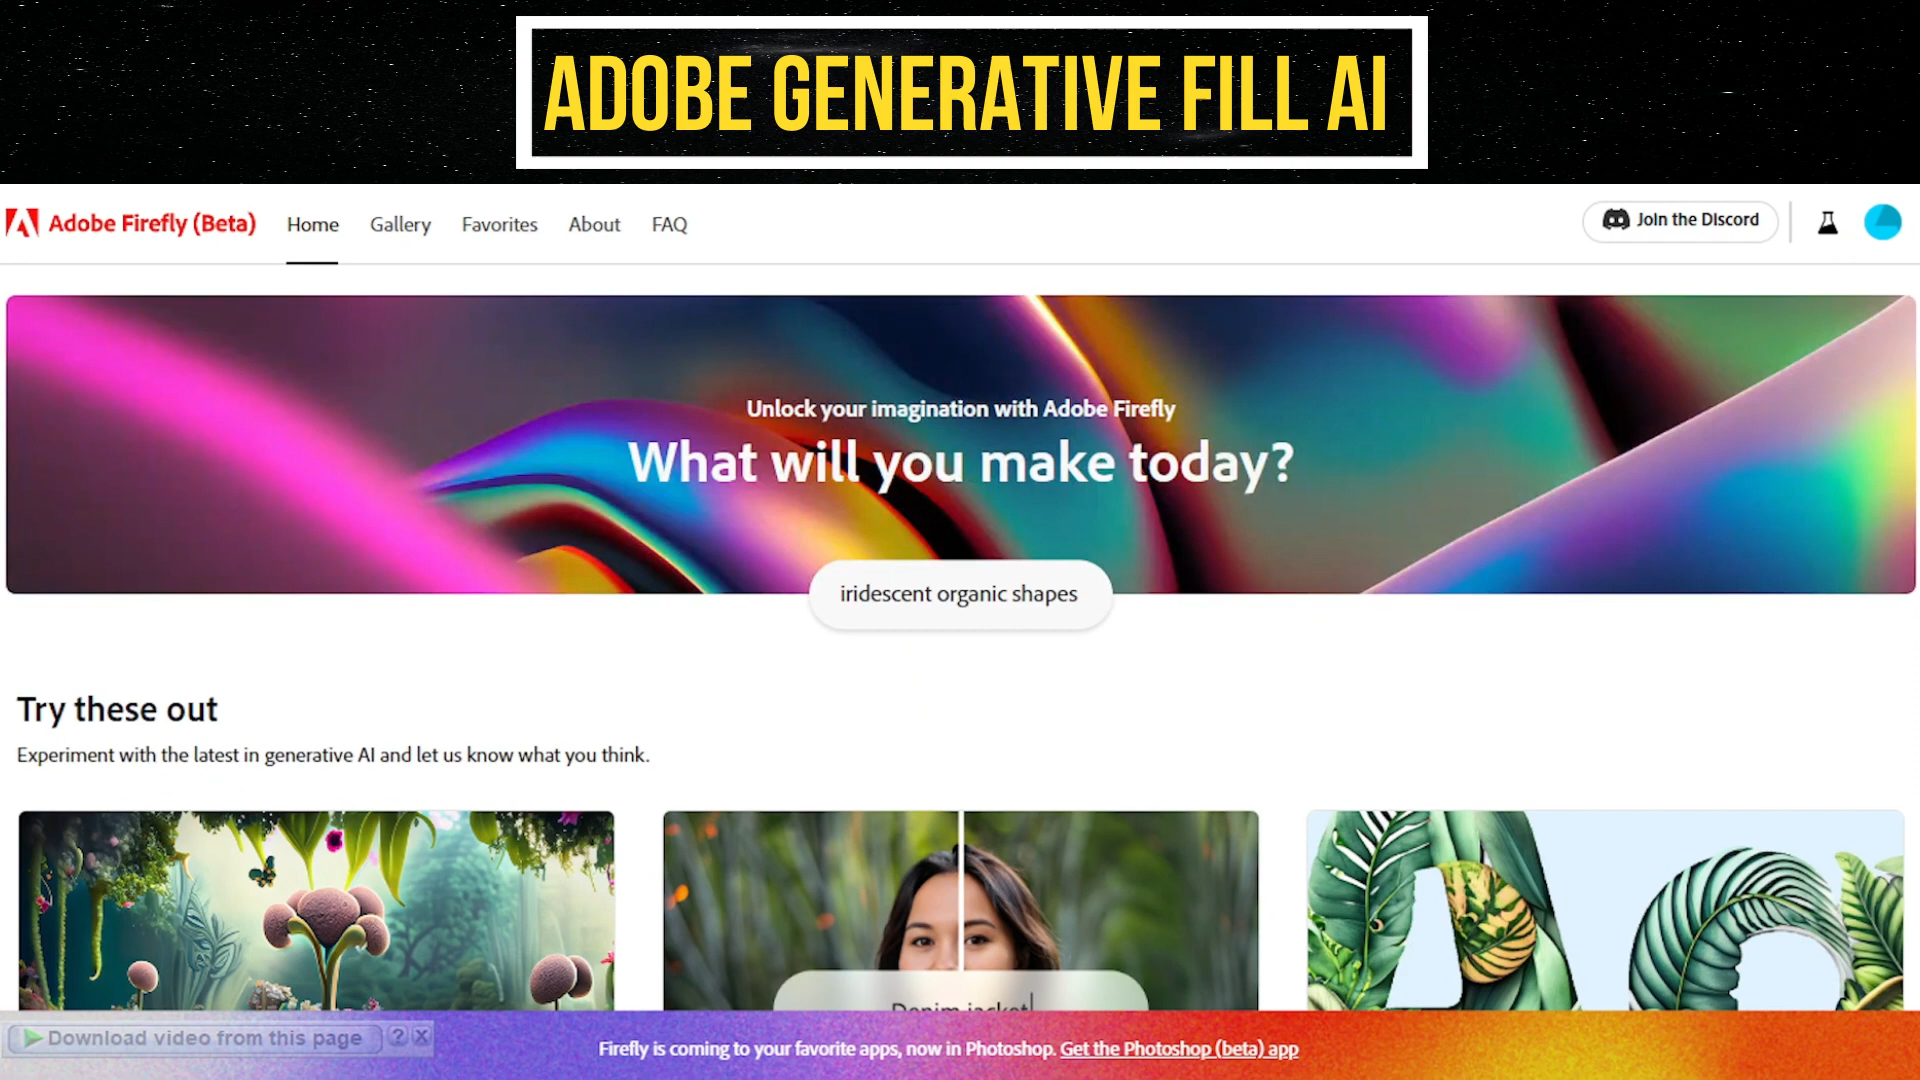 ADOBE GENERATIVE FILL AI
Adobe Firefly (Beta) Home Gallery Favorites About FAQ Join the Discord
Unlock your imagination with Adobe Firefly
What will you make today?
iridescent organic shapes
Try these out
Experiment with the latest in generative AI and let us know what you think.
Denim jacket
Download video from this page ? X
Firefly is coming to your favorite apps, now in Photoshop. Get the Photoshop (beta) app